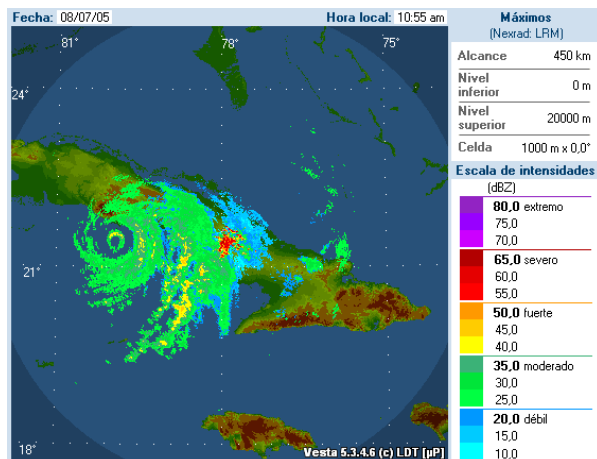 Fecha: 08/07/05
Hora local: 10:55 am
81°
78°
75°
24°
21°
18°
Vesta 5.3.4.6 (c) LDT [µP]
Máximos
(Nexrad: LRM)
Alcance 450 km
Nivel
inferior 0 m
Nivel
superior 20000 m
Celda 1000 m x 0,0°
Escala de intensidades
(dBZ)
80,0 extremo
75,0
70,0
65,0 severo
60,0
55,0
50,0 fuerte
45,0
40,0
35,0 moderado
30,0
25,0
20,0 débil
15,0
10,0